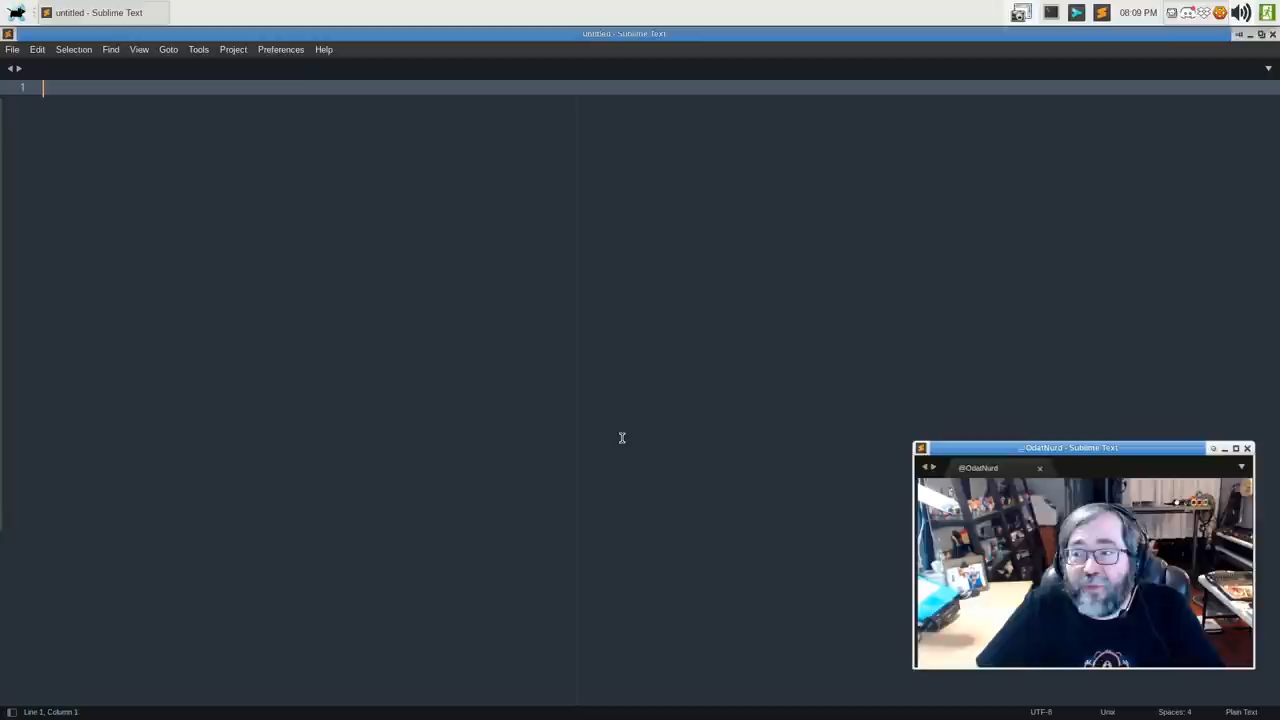 untitled - Sublime Text
08:09 PM
untitled - Sublime Text
File Edit Selection Find View Goto Tools Project Preferences Help
1
OdatNurd - Sublime Text
@OdatNurd
Line 1, Column 1
UTF-8
Unix
Spaces: 4
Plain Text